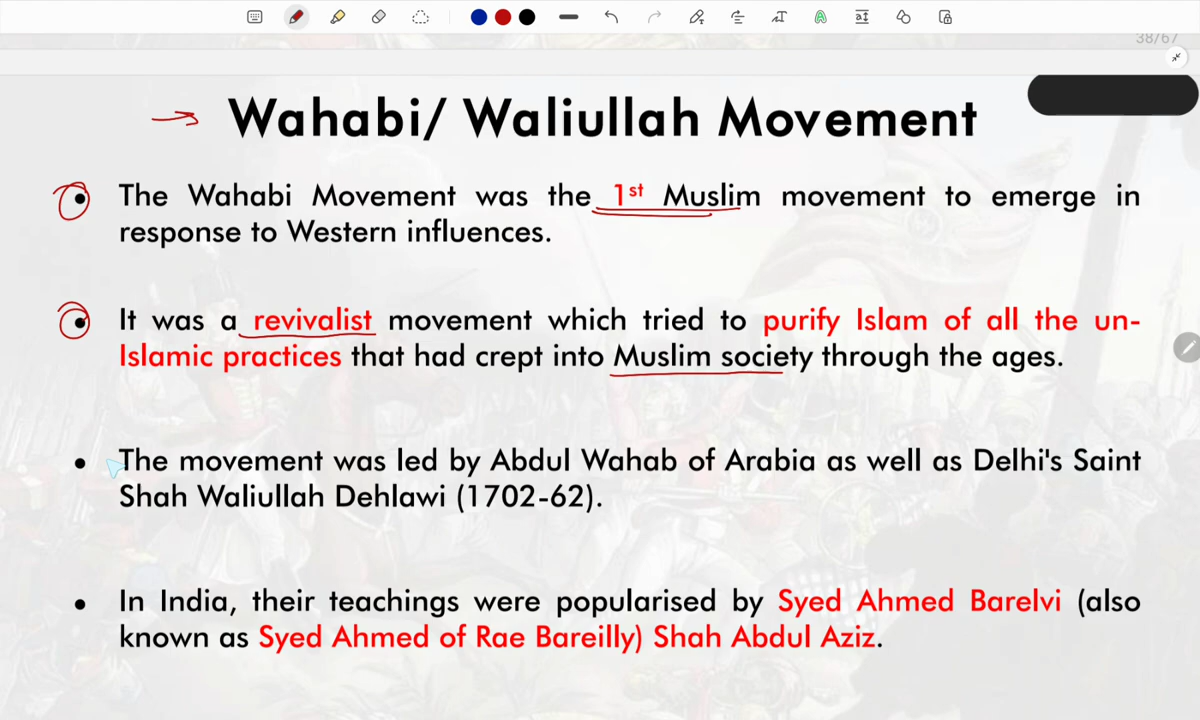 38/67
Wahabi/ Waliullah Movement
• The Wahabi Movement was the 1st Muslim movement to emerge in
response to Western influences.
• It was a revivalist movement which tried to purify Islam of all the un-
Islamic practices that had crept into Muslim society through the ages.
• The movement was led by Abdul Wahab of Arabia as well as Delhi's Saint
Shah Waliullah Dehlawi (1702-62).
• In India, their teachings were popularised by Syed Ahmed Barelvi (also
known as Syed Ahmed of Rae Bareilly) Shah Abdul Aziz.